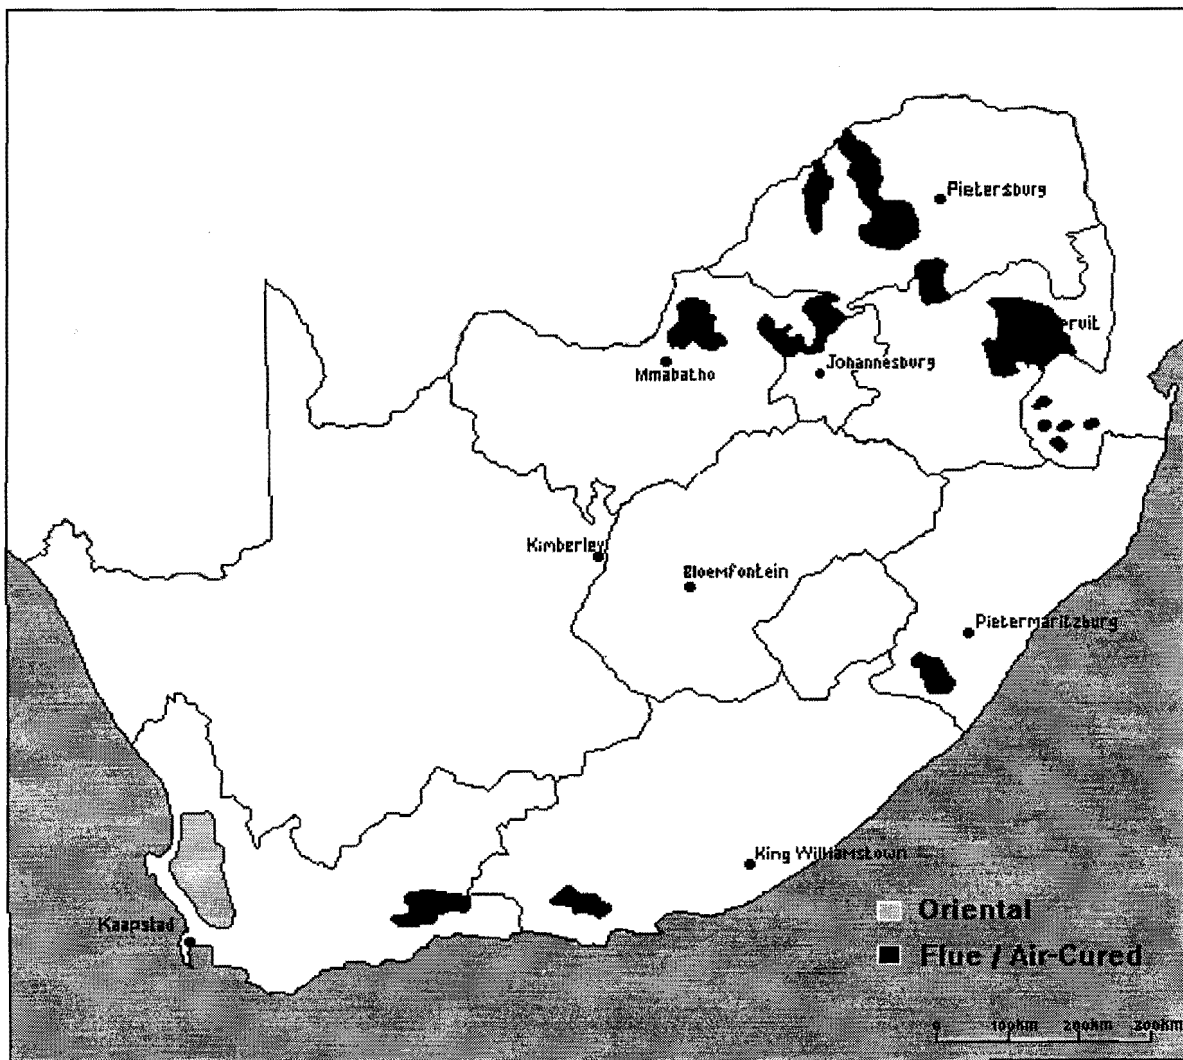 Pietersburg
Johannesburg
Mmabatho
Kimberley
Bloemfontein
Pietermaritzburg
King Williamstown
Kaapstad
Oriental
Flue / Air-Cured
0 100km 200km 300km